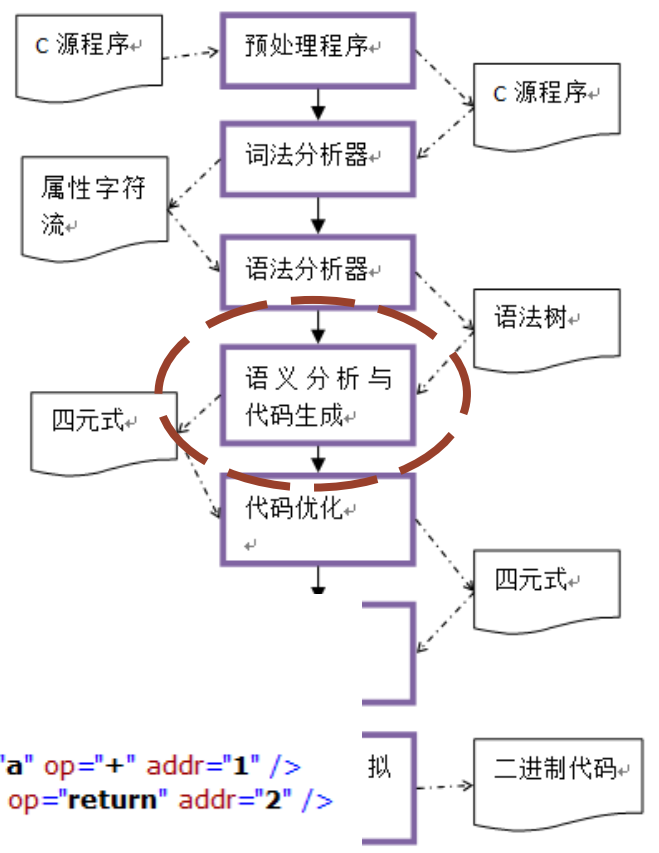 C 源程序
预处理程序
C 源程序
词法分析器
属性字符
流
语法分析器
语法树
语义分析与
代码生成
四元式
代码优化
四元式
"a" op="+" addr="1" />
op="return" addr="2" />
拟
二进制代码